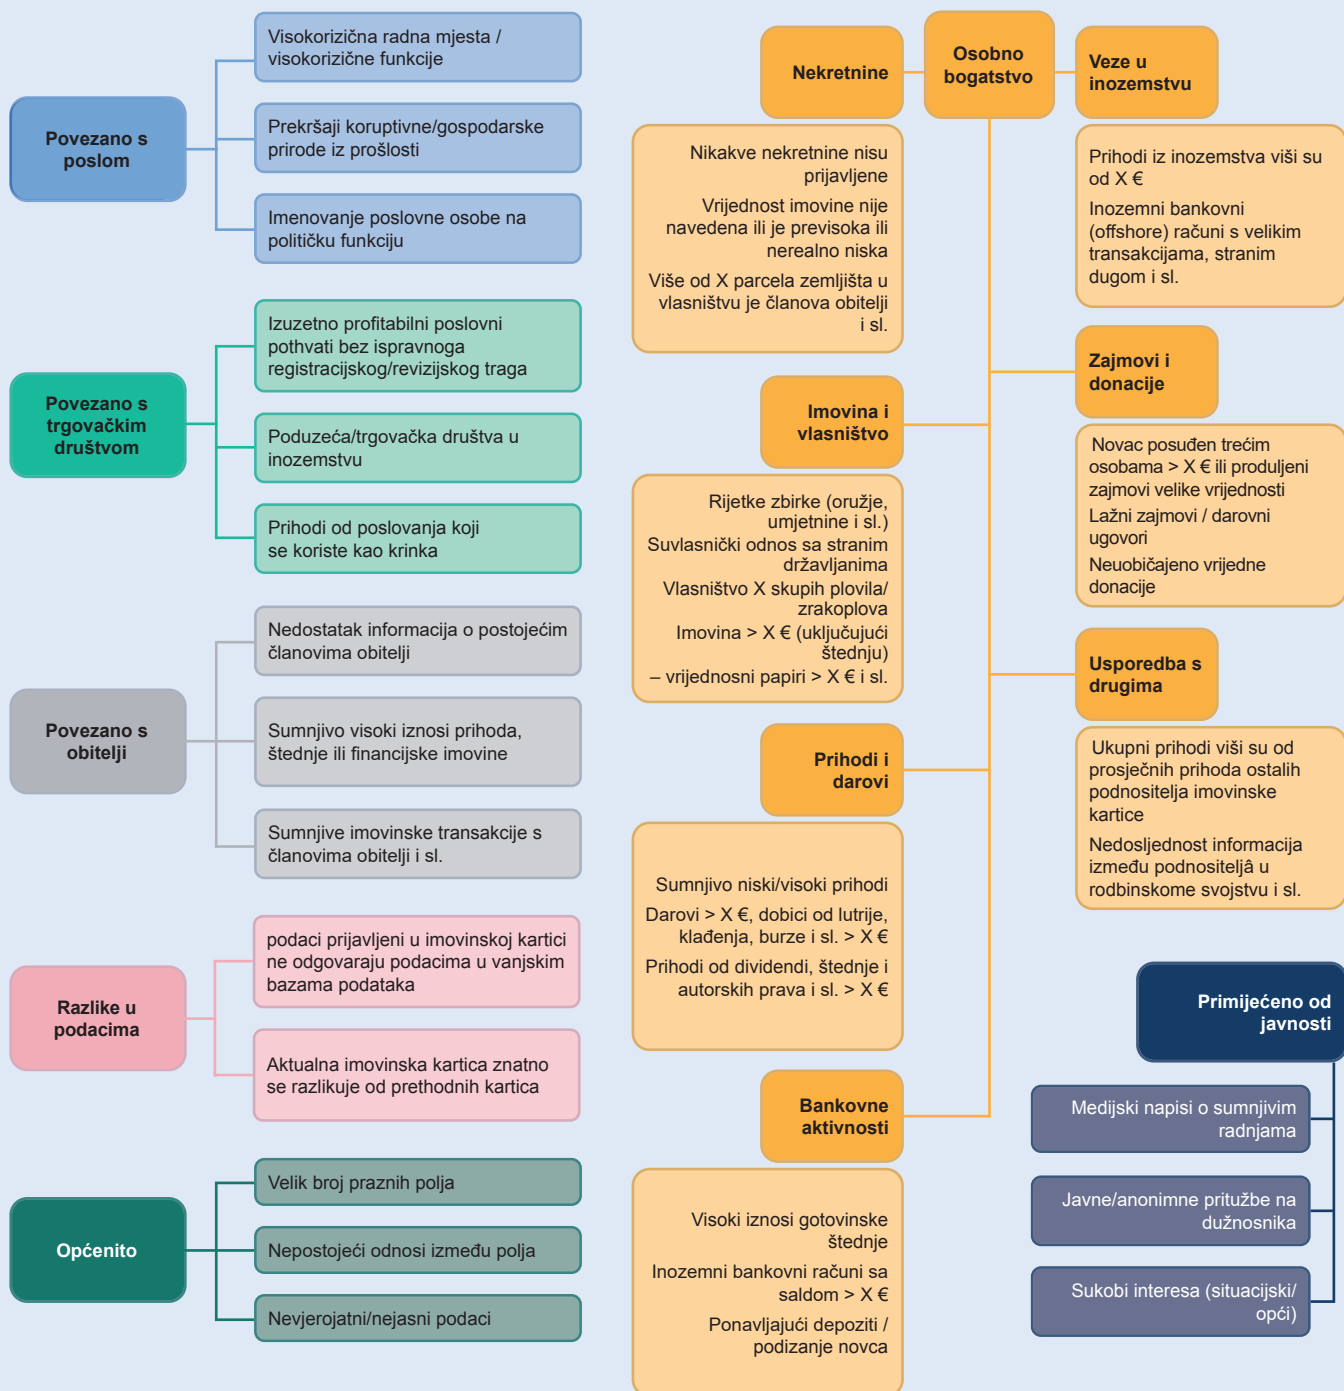 Povezano s
poslom
Visokorizična radna mjesta /
visokorizične funkcije
Prekršaji koruptivne/gospodarske
prirode iz prošlosti
Imenovanje poslovne osobe na
političku funkciju
Povezano s
trgovačkim
društvom
Izuzetno profitabilni poslovni
pothvati bez ispravnoga
registracijskog/revizijskog traga
Poduzeća/trgovačka društva u
inozemstvu
Prihodi od poslovanja koji
se koriste kao krinka
Povezano s
obitelji
Nedostatak informacija o postojećim
članovima obitelji
Sumnjivo visoki iznosi prihoda,
štednje ili financijske imovine
Sumnjive imovinske transakcije s
članovima obitelji i sl.
Razlike u
podacima
podaci prijavljeni u imovinskoj kartici
ne odgovaraju podacima u vanjskim
bazama podataka
Aktualna imovinska kartica znatno
se razlikuje od prethodnih kartica
Općenito
Velik broj praznih polja
Nepostojeći odnosi između polja
Nevjerojatni/nejasni podaci
Osobno
bogatstvo
Nekretnine
Nikakve nekretnine nisu
prijavljene
Vrijednost imovine nije
navedena ili je previsoka ili
nerealno niska
Više od X parcela zemljišta u
vlasništvu je članova obitelji
i sl.
Imovina i
vlasništvo
Rijetke zbirke (oružje,
umjetnine i sl.)
Suvlasnički odnos sa stranim
državljanima
Vlasništvo X skupih plovila/
zrakoplova
Imovina > X € (uključujući
štednju)
– vrijednosni papiri > X € i sl.
Prihodi i
darovi
Sumnjivo niski/visoki prihodi
Darovi > X €, dobici od lutrije,
klađenja, burze i sl. > X €
Prihodi od dividendi, štednje i
autorskih prava i sl. > X €
Bankovne
aktivnosti
Visoki iznosi gotovinske
štednje
Inozemni bankovni računi sa
saldom > X €
Ponavljajući depoziti /
podizanje novca
Veze u
inozemstvu
Prihodi iz inozemstva viši su
od X €
Inozemni bankovni
(offshore) računi s velikim
transakcijama, stranim
dugom i sl.
Zajmovi i
donacije
Novac posuđen trećim
osobama > X € ili produljeni
zajmovi velike vrijednosti
Lažni zajmovi / darovni
ugovori
Neuobičajeno vrijedne
donacije
Usporedba s
drugima
Ukupni prihodi viši su od
prosječnih prihoda ostalih
podnositelja imovinske
kartice
Nedosljednost informacija
između podnositeljâ u
rodbinskome svojstvu i sl.
Primijećeno od
javnosti
Medijski napisi o sumnjivim
radnjama
Javne/anonimne pritužbe na
dužnosnika
Sukobi interesa (situacijski/
opći)